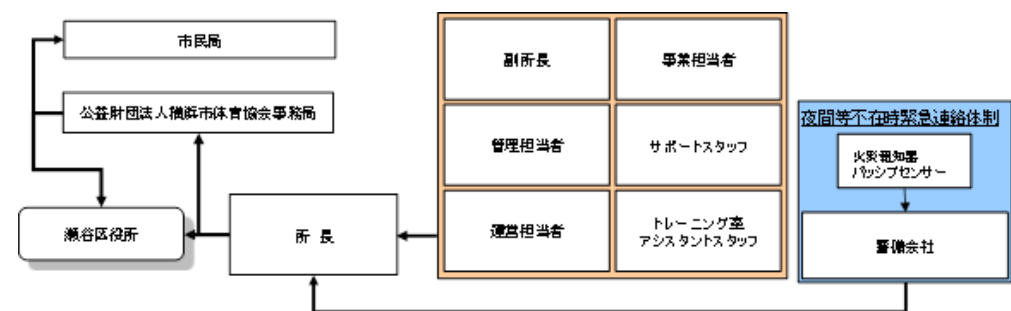 市民局
公益財団法人横浜市体育協会事務局
瀬谷区役所
所 長
副所長
事業担当者
管理担当者
サポートスタッフ
運営担当者
トレーニング室
アシスタントスタッフ
夜間等不在時緊急連絡体制
火災報知器
パッシブセンサー
警備会社